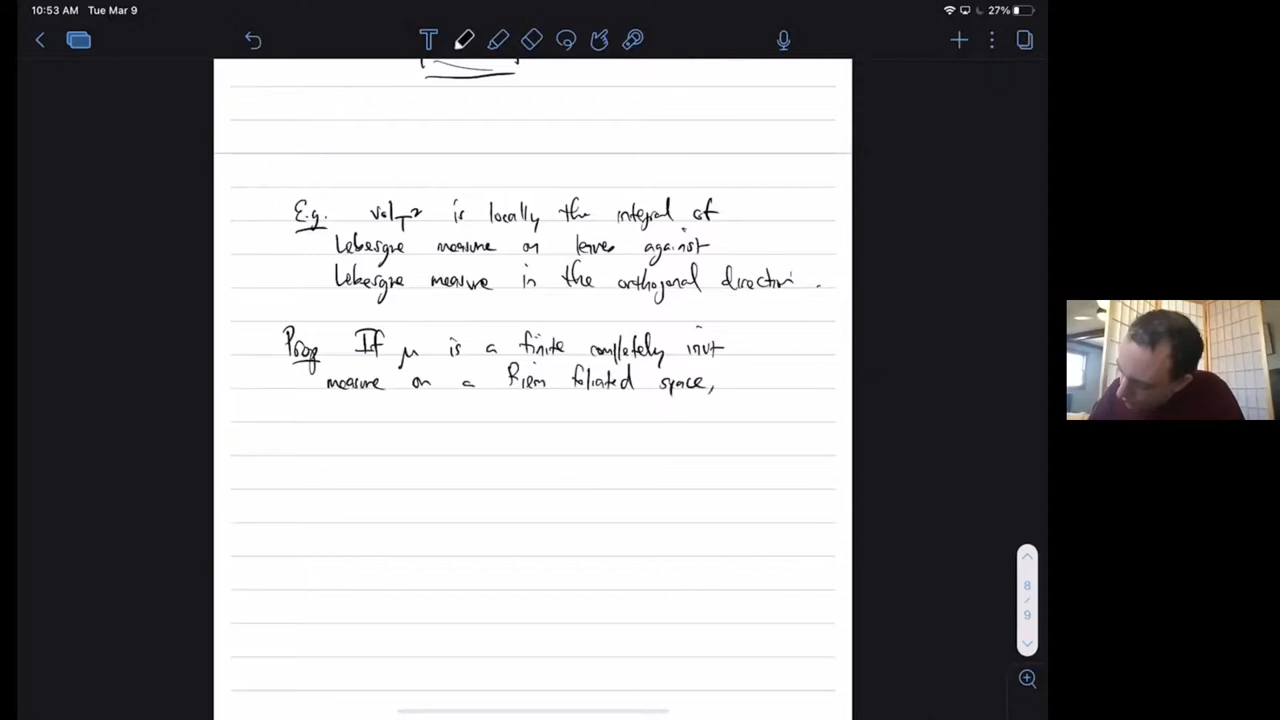 10:53 AM Tue Mar 9
27%
T
E.g. vol_T² is locally the integral of
Lebesgue measure on leaves against
Lebesgue measure in the orthogonal direction.
Prop If μ is a finite completely invt
measure on a Riem foliated space,
8
/
9